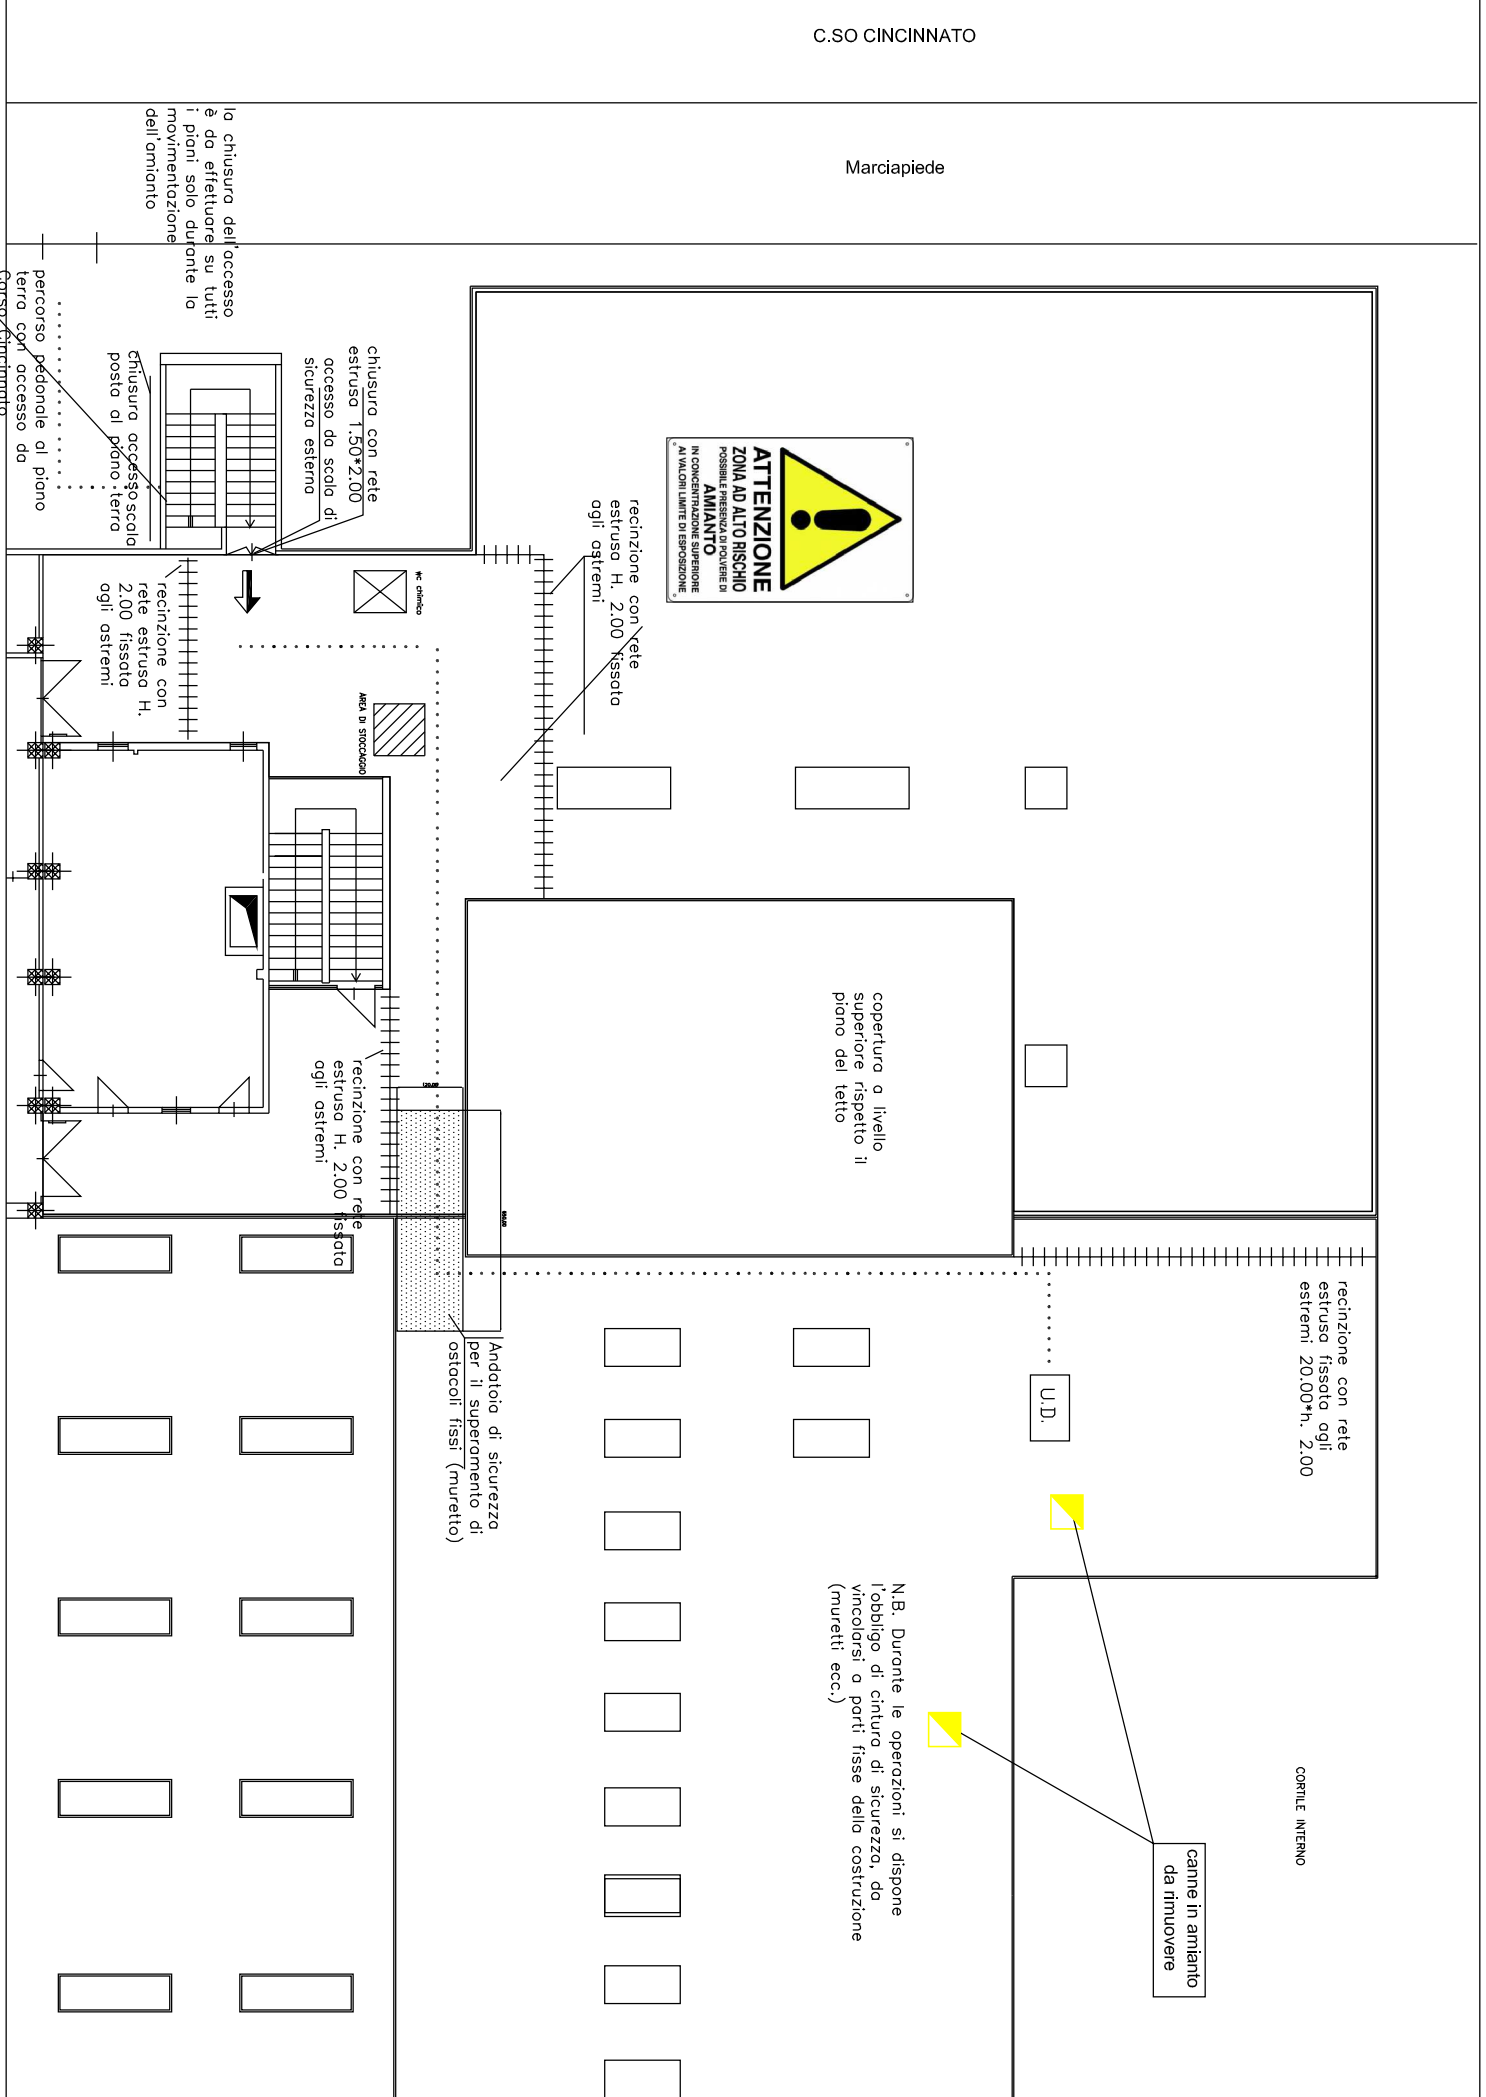 C.SO CINCINNATO
Marciapiede
la chiusura dell'accesso
è da effettuare su tutti
i piani solo durante la
movimentazione
dell'amianto
percorso pedonale al piano
terra con accesso da
Corso Cincinnato
chiusura accesso scala
posta al piano terra
chiusura con rete
estrusa 1.50*2.00
accesso da scala di
sicurezza esterna
ATTENZIONE
ZONA AD ALTO RISCHIO
POSSIBILE PRESENZA DI POLVERE DI
AMIANTO
IN CONCENTRAZIONE SUPERIORE
AI VALORI LIMITE DI ESPOSIZIONE
recinzione con rete
estrusa H. 2.00 fissata
agli astremi
wc chimico
recinzione con
rete estrusa H.
2.00 fissata
agli astremi
AREA DI STOCCAGGIO
copertura a livello
superiore rispetto il
piano del tetto
recinzione con rete
estrusa H. 2.00 fissata
agli astremi
120.00
recinzione con rete
estrusa fissata agli
estremi 20.00*h. 2.00
Andatoia di sicurezza
per il superamento di
ostacoli fissi (muretto)
U.D.
N.B. Durante le operazioni si dispone
l'obbligo di cintura di sicurezza, da
vincolarsi a parti fisse della costruzione
(muretti ecc.)
CORTILE INTERNO
canne in amianto
da rimuovere